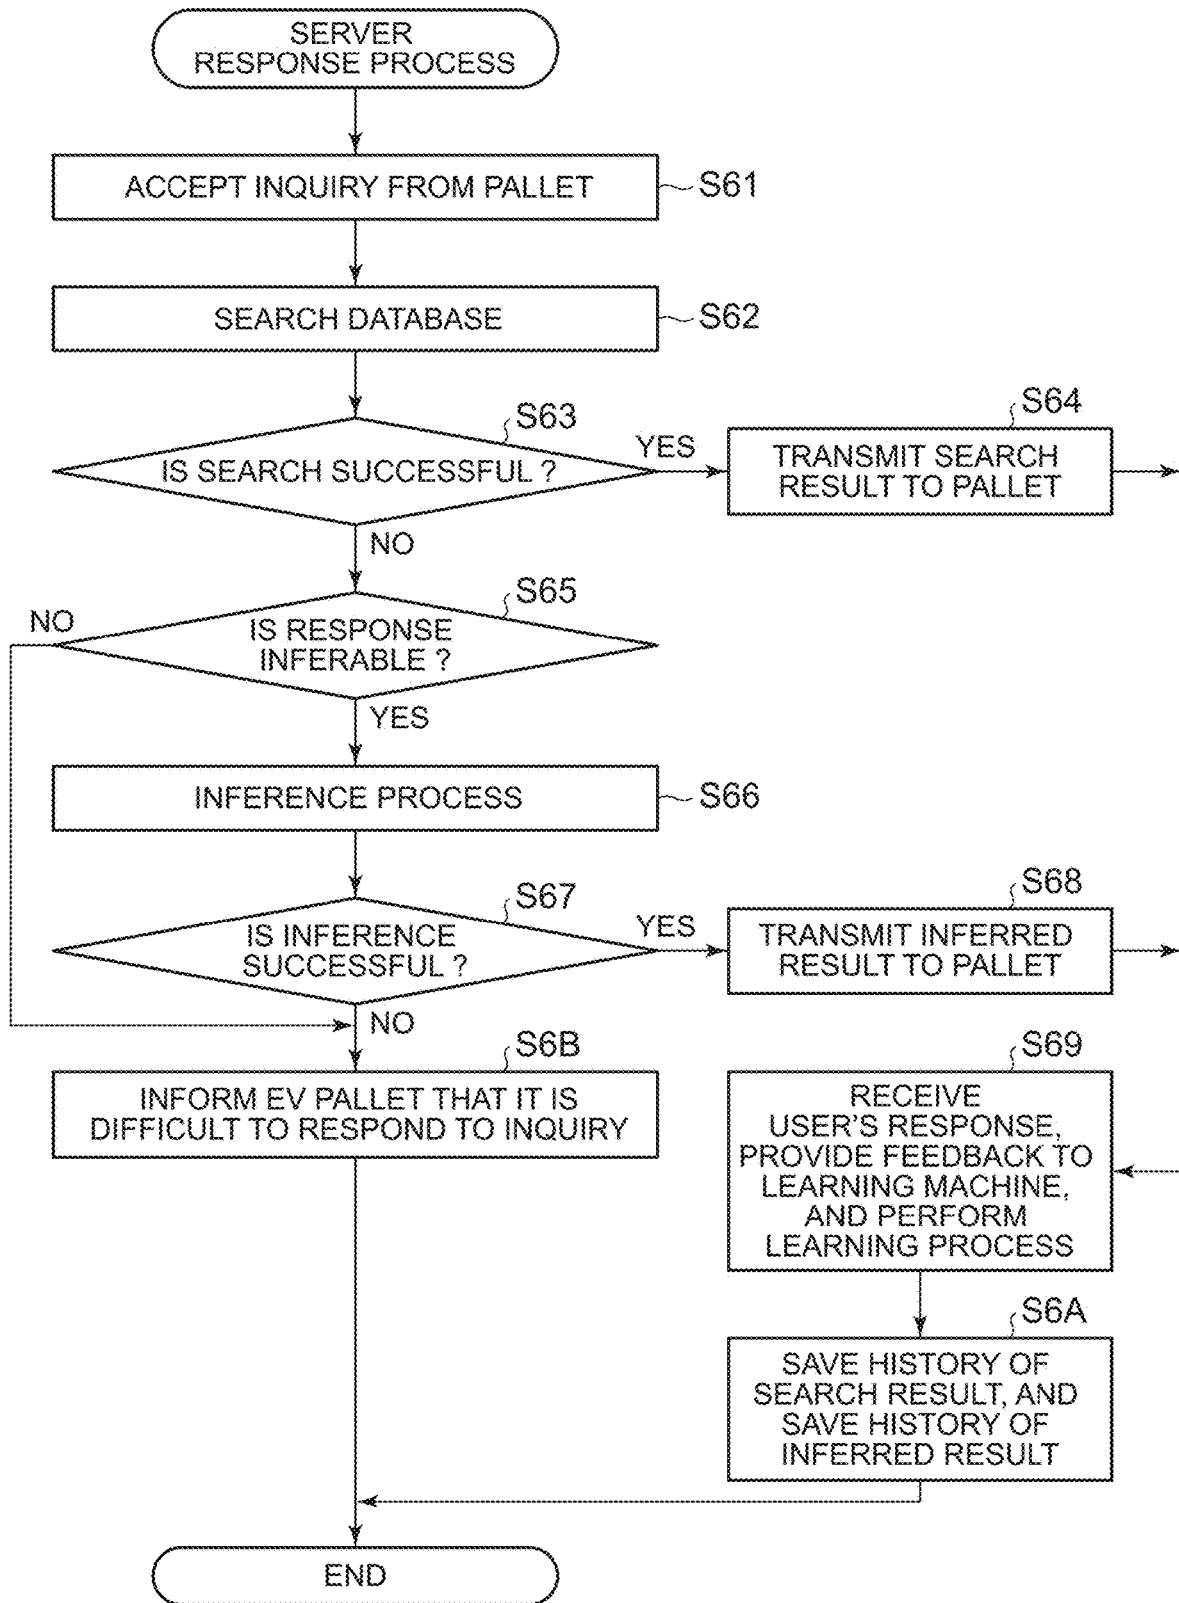 SERVER
RESPONSE PROCESS
ACCEPT INQUIRY FROM PALLET
S61
SEARCH DATABASE
S62
S63
IS SEARCH SUCCESSFUL ?
YES
S64
TRANSMIT SEARCH
RESULT TO PALLET
NO
S65
NO
IS RESPONSE
INFERABLE ?
YES
INFERENCE PROCESS
S66
S67
IS INFERENCE
SUCCESSFUL ?
YES
S68
TRANSMIT INFERRED
RESULT TO PALLET
NO
S6B
INFORM EV PALLET THAT IT IS
DIFFICULT TO RESPOND TO INQUIRY
S69
RECEIVE
USER'S RESPONSE,
PROVIDE FEEDBACK TO
LEARNING MACHINE,
AND PERFORM
LEARNING PROCESS
S6A
SAVE HISTORY OF
SEARCH RESULT, AND
SAVE HISTORY OF
INFERRED RESULT
END